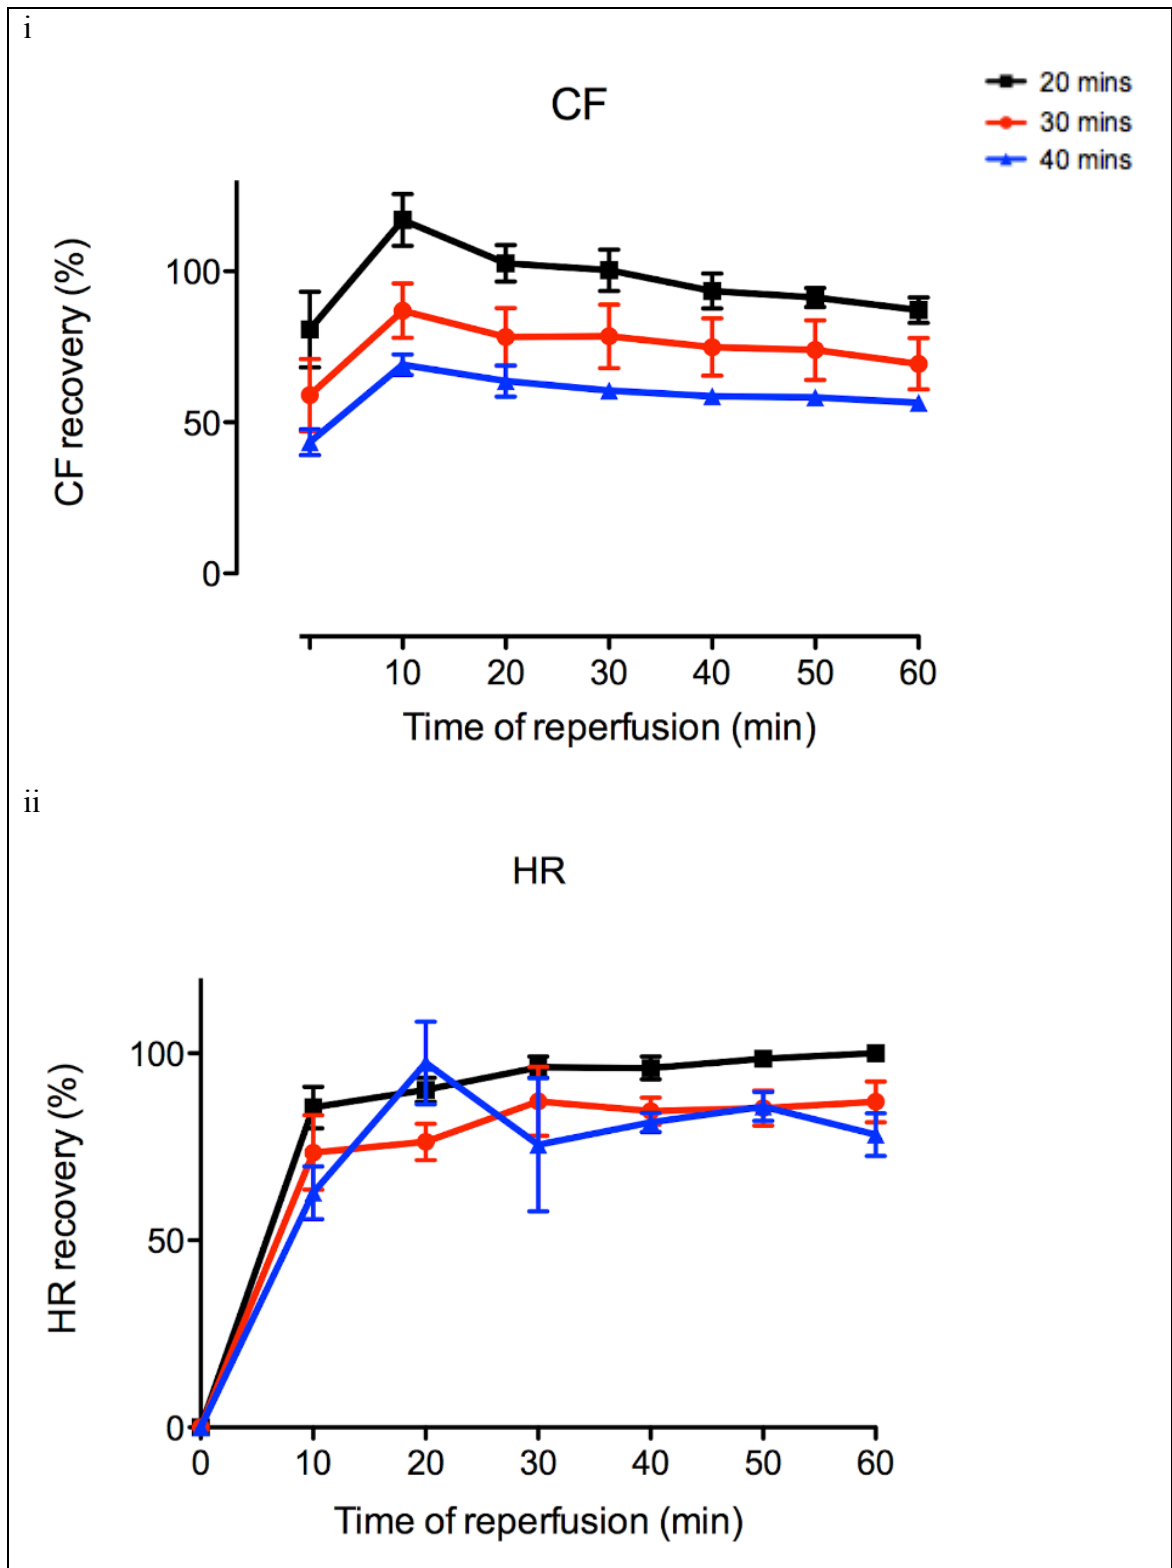 i
CF
20 mins
30 mins
40 mins
CF recovery (%)
100
50
0
10 20 30 40 50 60
Time of reperfusion (min)
ii
HR
HR recovery (%)
100
50
0
0 10 20 30 40 50 60
Time of reperfusion (min)